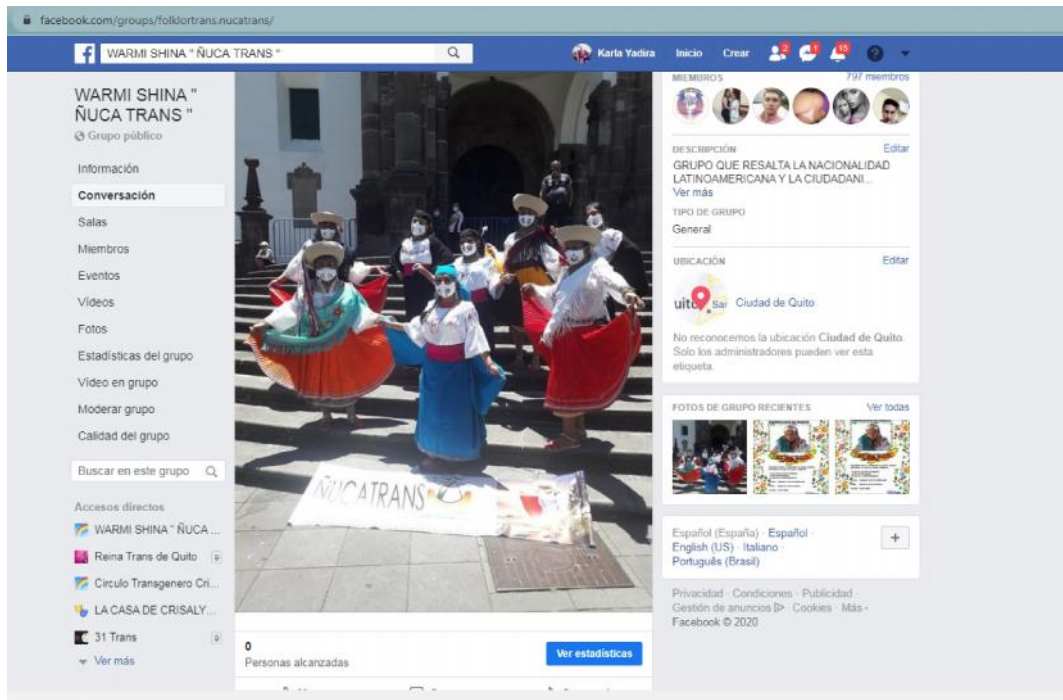 facebook.com/groups/folklortrans.nucatrans/
WARMI SHINA " ÑUCA TRANS "
Karla Yadira
Inicio
Crear
2
1
15
WARMI SHINA "
ÑUCA TRANS "
Grupo público
Información
Conversación
Salas
Miembros
Eventos
Vídeos
Fotos
Estadísticas del grupo
Vídeo en grupo
Moderar grupo
Calidad del grupo
Buscar en este grupo
Accesos directos
WARMI SHINA " ÑUCA ...
Reina Trans de Quito
Circulo Transgenero Cri...
LA CASA DE CRISALY...
31 Trans
Ver más
ÑUCATRANS
0
Personas alcanzadas
Ver estadísticas
MIEMBROS
797 miembros
DESCRIPCIÓN
Editar
GRUPO QUE RESALTA LA NACIONALIDAD
LATINOAMERICANA Y LA CIUDADANI...
Ver más
TIPO DE GRUPO
General
UBICACIÓN
Editar
Ciudad de Quito
No reconocemos la ubicación Ciudad de Quito.
Solo los administradores pueden ver esta
etiqueta.
FOTOS DE GRUPO RECIENTES
Ver todas
Español (España) · Español ·
English (US) · Italiano ·
Português (Brasil)
Privacidad · Condiciones · Publicidad ·
Gestión de anuncios · Cookies · Más ·
Facebook © 2020